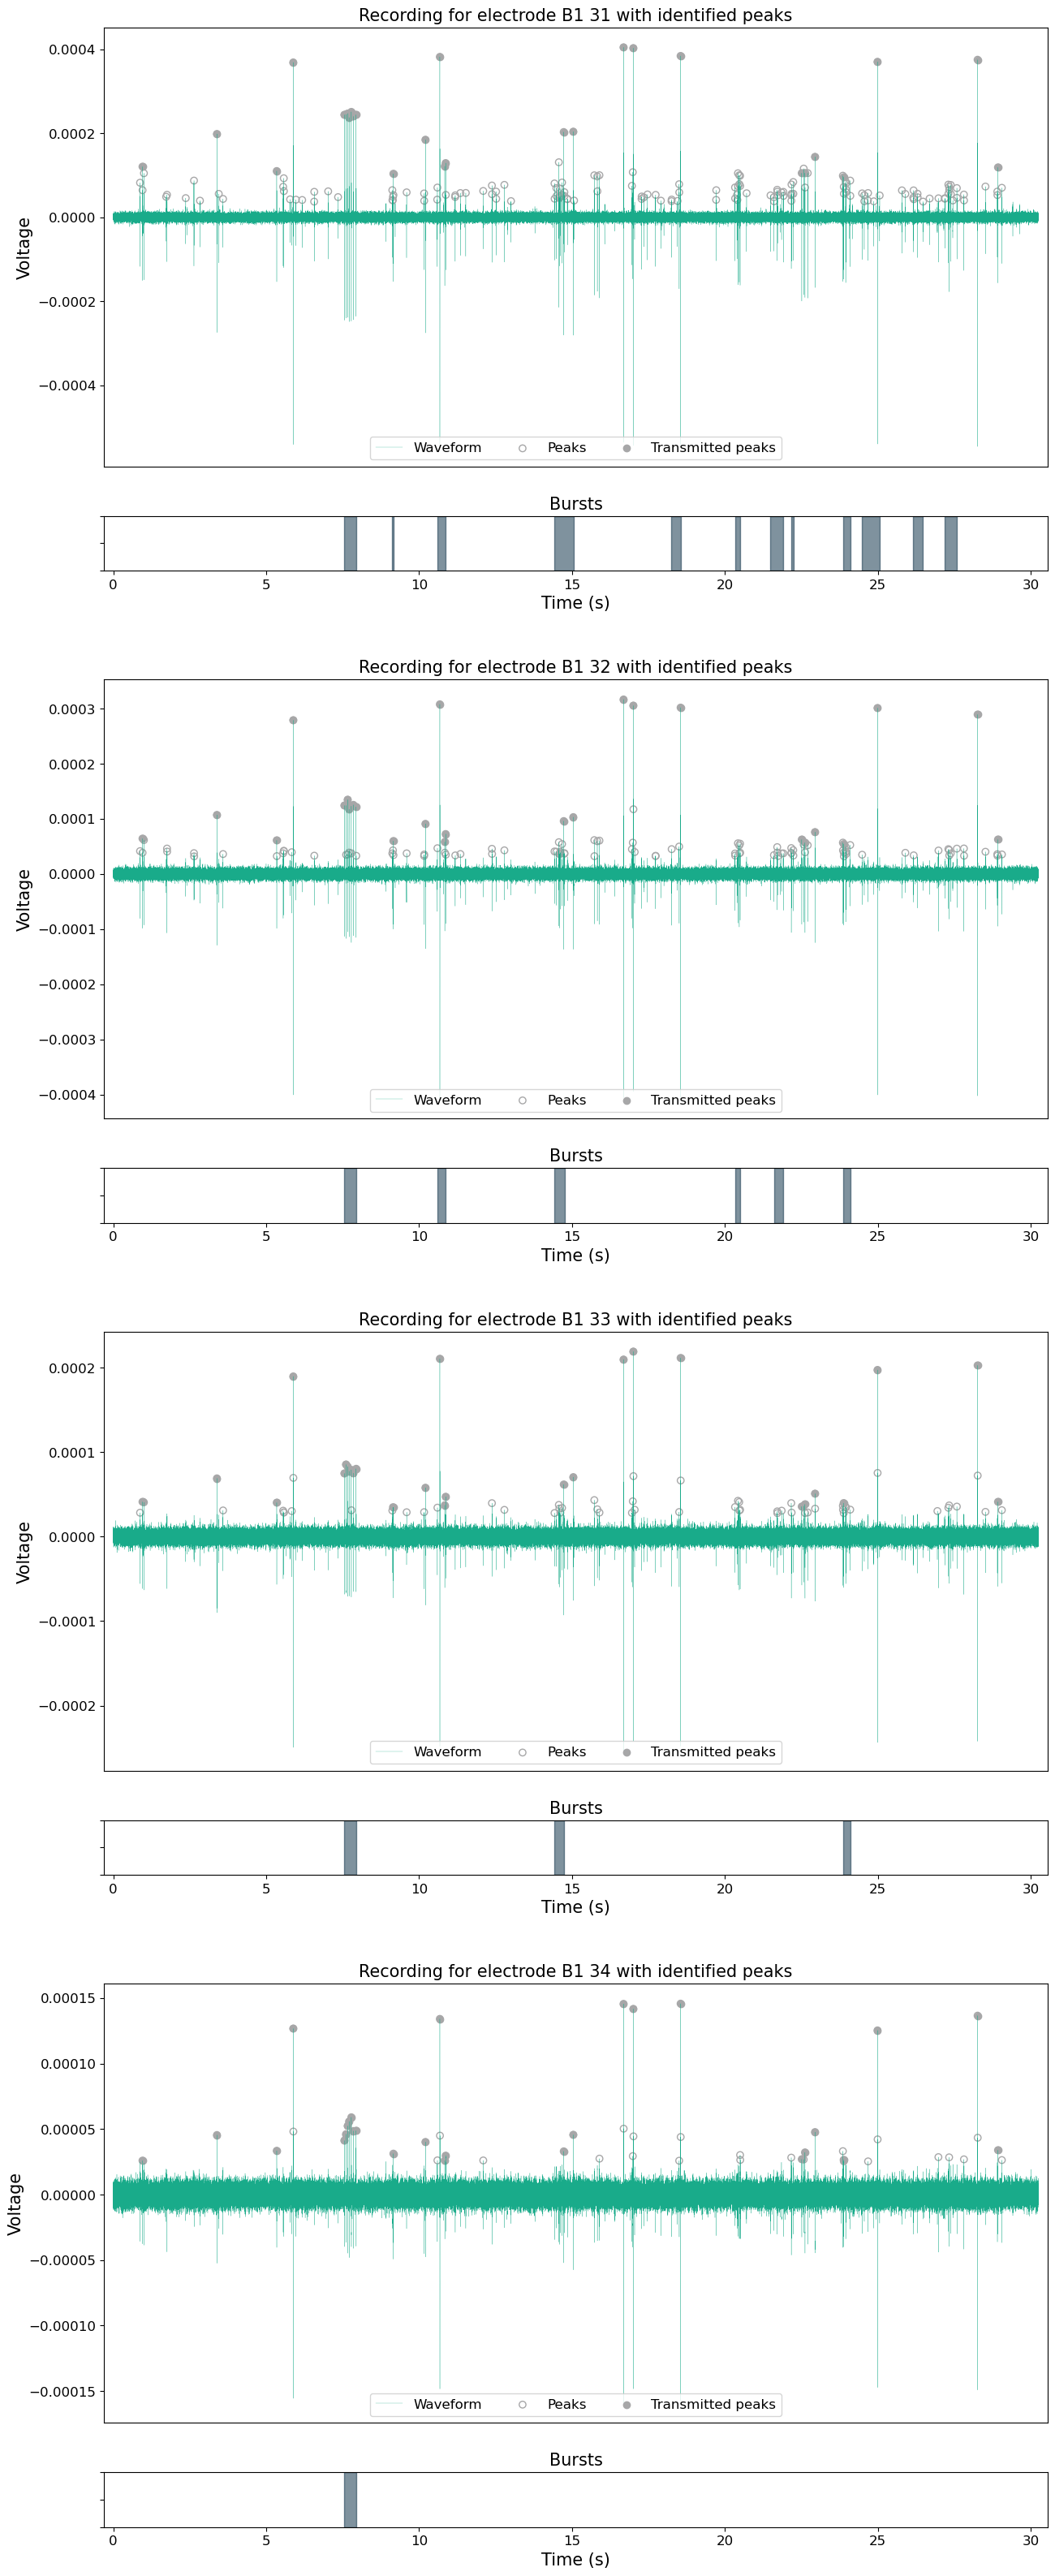 Recording for electrode B1 31 with identified peaks
0.0004
0.0002
0.0000
−0.0002
−0.0004
Voltage
Waveform Peaks Transmitted peaks
Bursts
0 5 10 15 20 25 30
Time (s)
Recording for electrode B1 32 with identified peaks
0.0003
0.0002
0.0001
0.0000
−0.0001
−0.0002
−0.0003
−0.0004
Voltage
Waveform Peaks Transmitted peaks
Bursts
0 5 10 15 20 25 30
Time (s)
Recording for electrode B1 33 with identified peaks
0.0002
0.0001
0.0000
−0.0001
−0.0002
Voltage
Waveform Peaks Transmitted peaks
Bursts
0 5 10 15 20 25 30
Time (s)
Recording for electrode B1 34 with identified peaks
0.00015
0.00010
0.00005
0.00000
−0.00005
−0.00010
−0.00015
Voltage
Waveform Peaks Transmitted peaks
Bursts
0 5 10 15 20 25 30
Time (s)